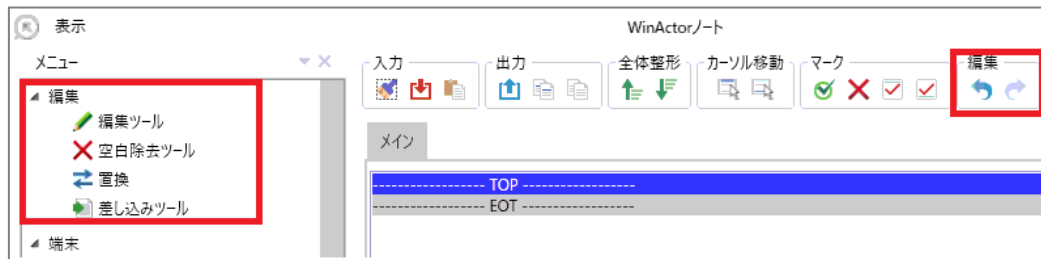 表示
WinActorノート
メニュー
入力
出力
全体整形
カーソル移動
マーク
編集
編集
編集ツール
空白除去ツール
置換
差し込みツール
端末
メイン
------------------ TOP ------------------
------------------ EOT ------------------